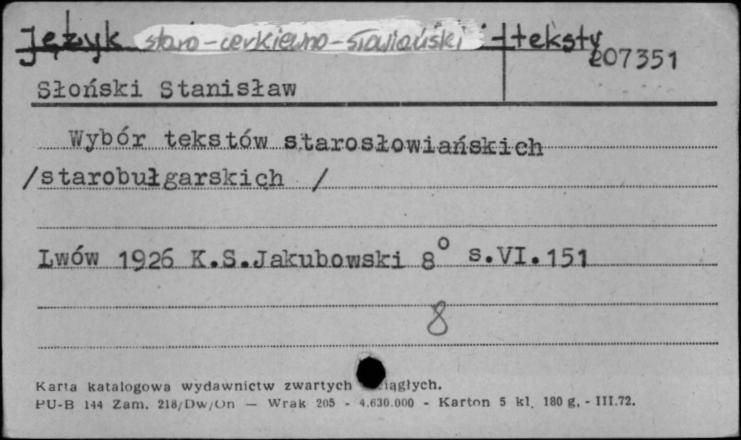 Język staro-cerkiewno-słowiański - teksty
207351
Słoński Stanisław
Wybór tekstów starosłowiańskich
/starobułgarskich /
Lwów 1926 K.S.Jakubowski 8° s.VI.151
8
Karta katalogowa wydawnictw zwartych ciągłych.
PU-B 144 Zam. 218/Dw/On — Wrak 205 - 4.630.000 - Karton 5 kl. 180 g. - III.72.